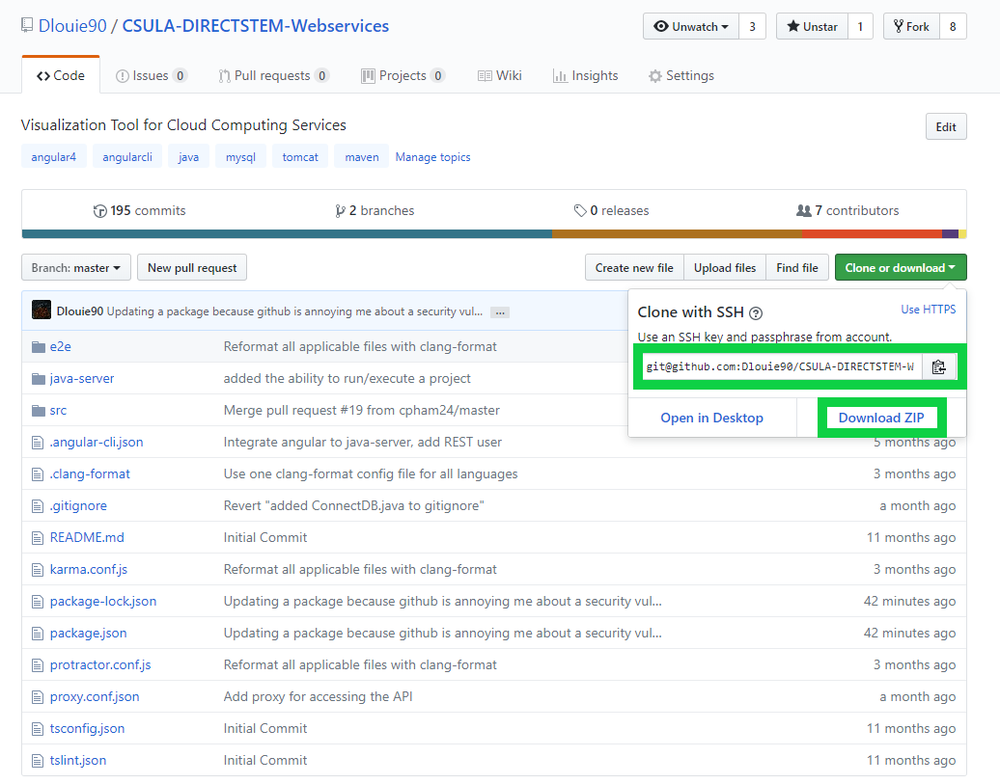 Dlouie90 / CSULA-DIRECTSTEM-Webservices
Unwatch 3 Unstar 1 Fork 8
Code Issues 0 Pull requests 0 Projects 0 Wiki Insights Settings
Visualization Tool for Cloud Computing Services
Edit
angular4 angularcli java mysql tomcat maven Manage topics
195 commits 2 branches 0 releases 7 contributors
Branch: master New pull request Create new file Upload files Find file Clone or download
Dlouie90 Updating a package because github is annoying me about a security vul... ...
Clone with SSH ? Use HTTPS
Use an SSH key and passphrase from account.
git@github.com:Dlouie90/CSULA-DIRECTSTEM-W
Open in Desktop Download ZIP
e2e Reformat all applicable files with clang-format
java-server added the ability to run/execute a project
src Merge pull request #19 from cpham24/master
.angular-cli.json Integrate angular to java-server, add REST user 5 months ago
.clang-format Use one clang-format config file for all languages 3 months ago
.gitignore Revert "added ConnectDB.java to gitignore" a month ago
README.md Initial Commit 11 months ago
karma.conf.js Reformat all applicable files with clang-format 3 months ago
package-lock.json Updating a package because github is annoying me about a security vul... 42 minutes ago
package.json Updating a package because github is annoying me about a security vul... 42 minutes ago
protractor.conf.js Reformat all applicable files with clang-format 3 months ago
proxy.conf.json Add proxy for accessing the API a month ago
tsconfig.json Initial Commit 11 months ago
tslint.json Initial Commit 11 months ago